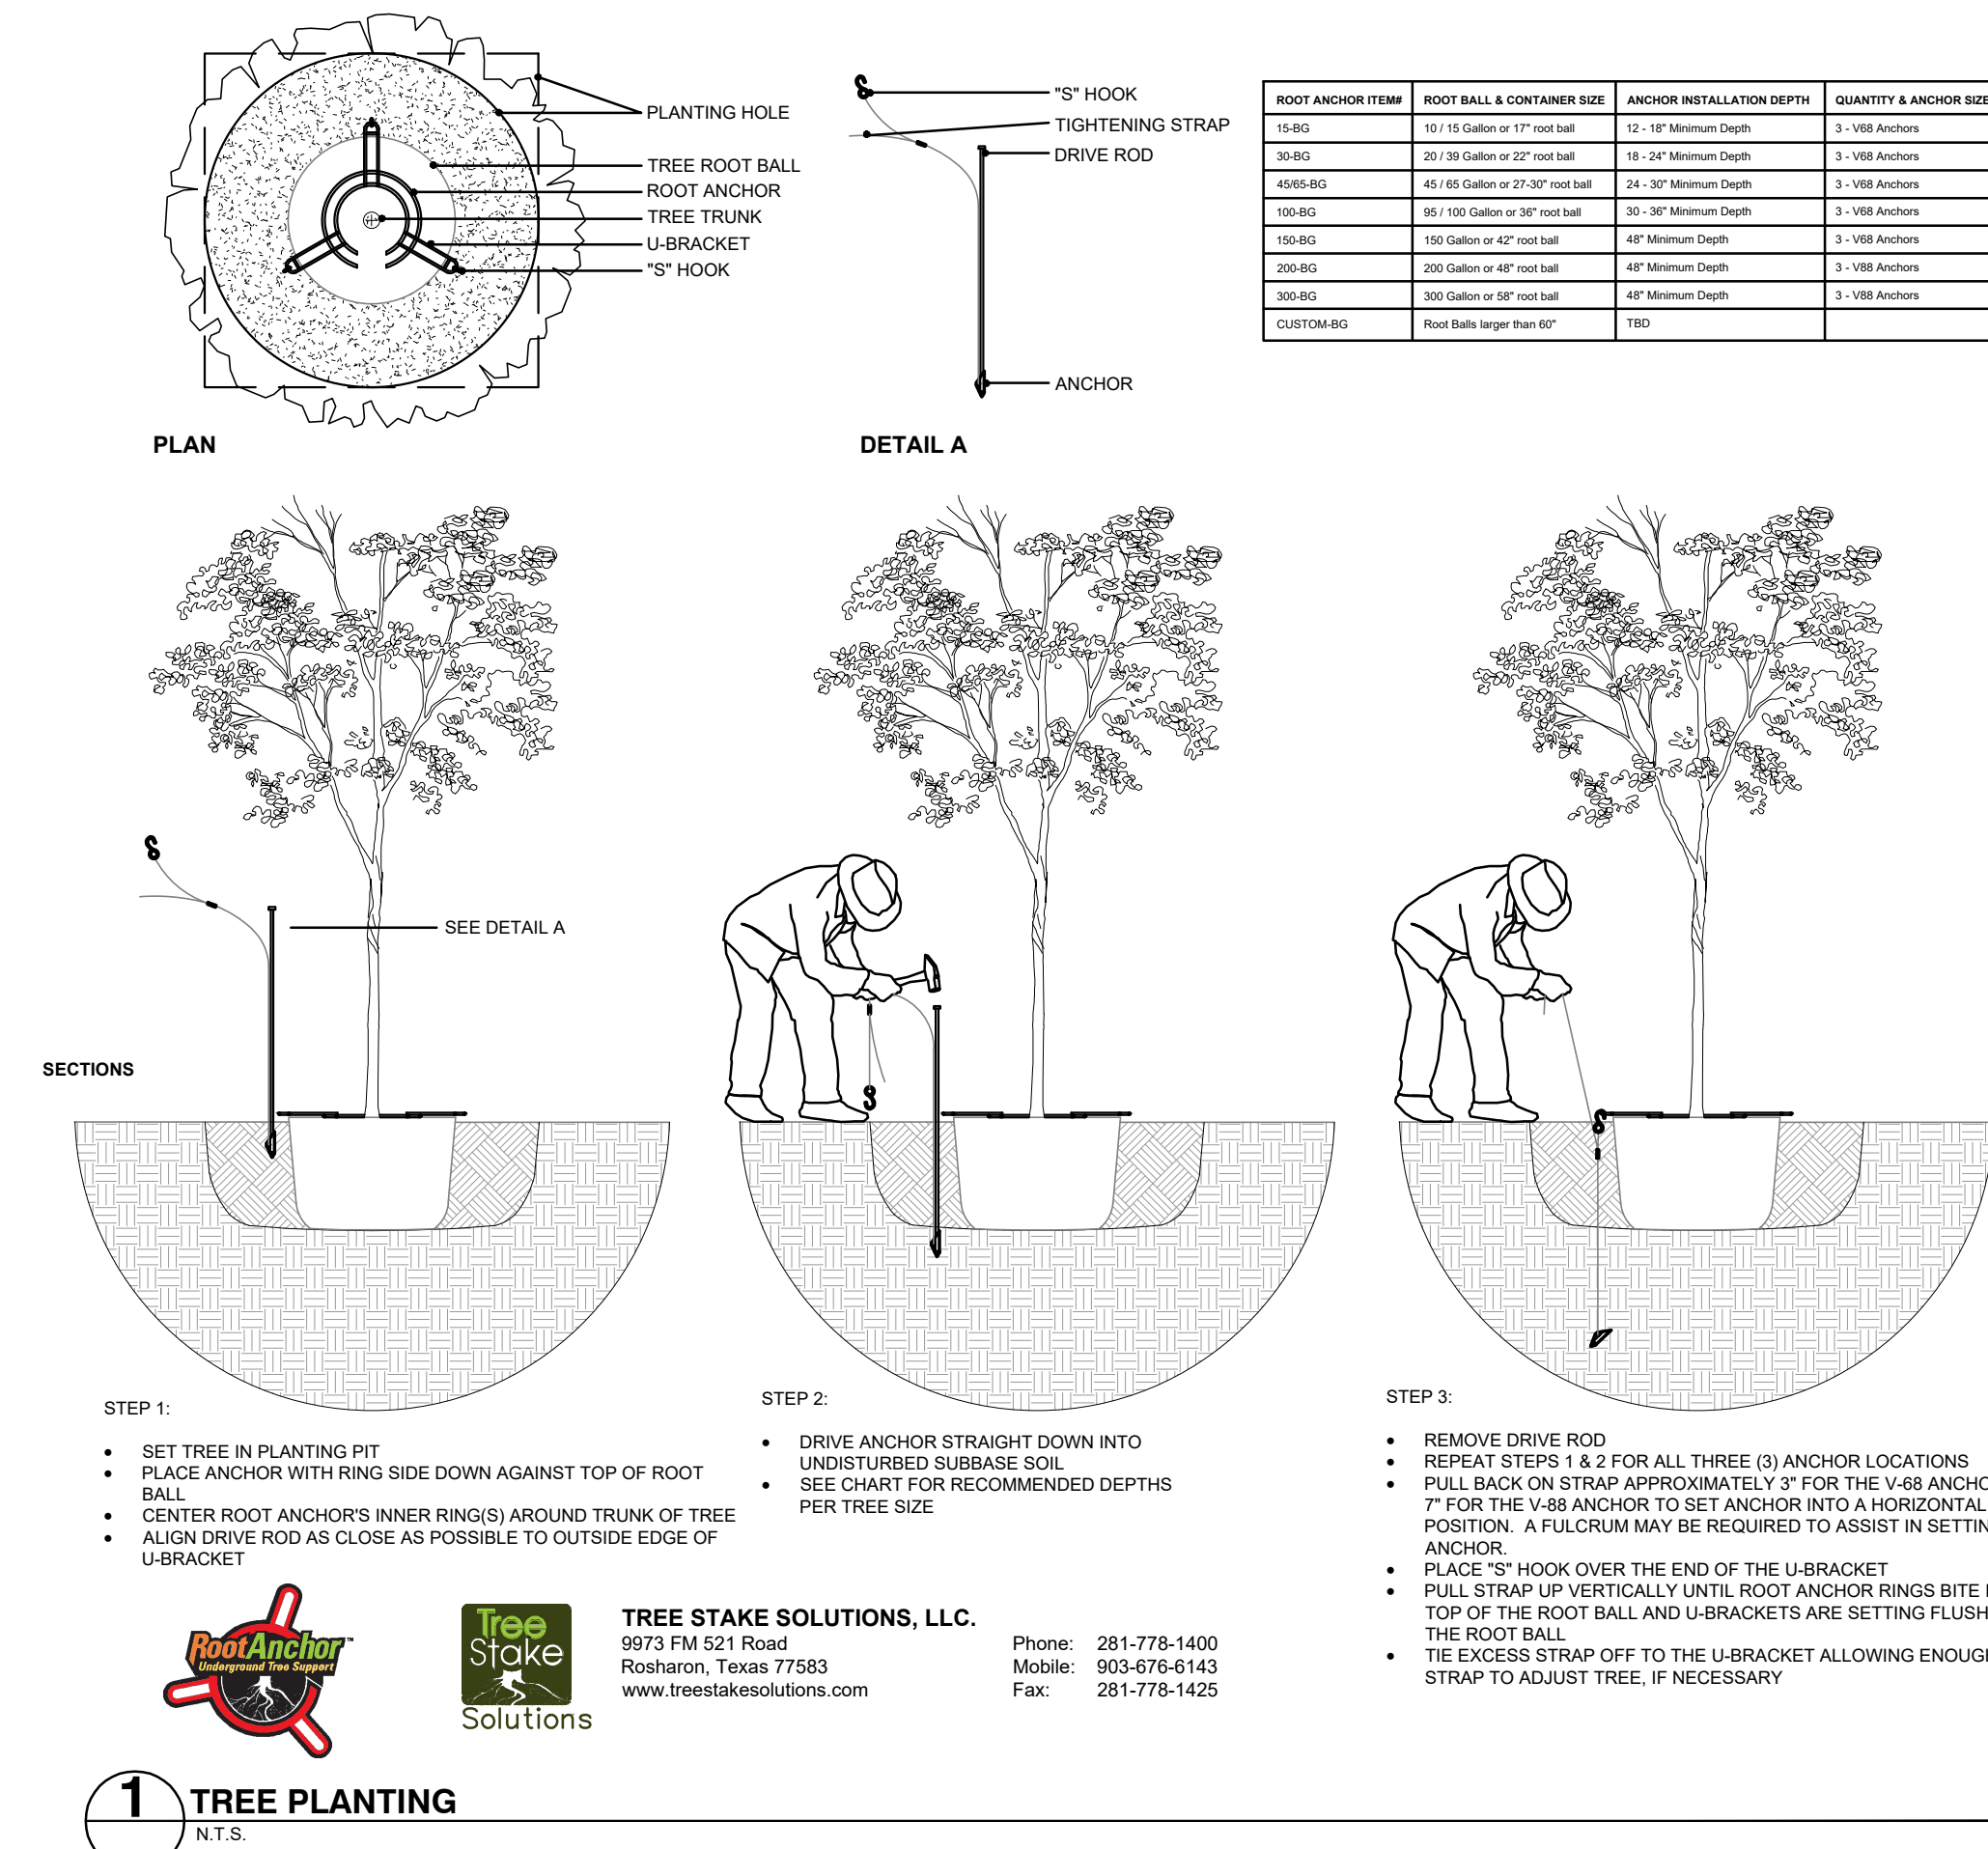 PLANTING HOLE
TREE ROOT BALL
ROOT ANCHOR
TREE TRUNK
U-BRACKET
"S" HOOK
PLAN
"S" HOOK
TIGHTENING STRAP
DRIVE ROD
ANCHOR
DETAIL A
ROOT ANCHOR ITEM# ROOT BALL & CONTAINER SIZE ANCHOR INSTALLATION DEPTH QUANTITY & ANCHOR SIZE
15-BG 10 / 15 Gallon or 17" root ball 12 - 18" Minimum Depth 3 - V68 Anchors
30-BG 20 / 39 Gallon or 22" root ball 18 - 24" Minimum Depth 3 - V68 Anchors
45/65-BG 45 / 65 Gallon or 27-30" root ball 24 - 30" Minimum Depth 3 - V68 Anchors
100-BG 95 / 100 Gallon or 36" root ball 30 - 36" Minimum Depth 3 - V68 Anchors
150-BG 150 Gallon or 42" root ball 48" Minimum Depth 3 - V68 Anchors
200-BG 200 Gallon or 48" root ball 48" Minimum Depth 3 - V88 Anchors
300-BG 300 Gallon or 58" root ball 48" Minimum Depth 3 - V88 Anchors
CUSTOM-BG Root Balls larger than 60" TBD
SEE DETAIL A
SECTIONS
STEP 1:
• SET TREE IN PLANTING PIT
• PLACE ANCHOR WITH RING SIDE DOWN AGAINST TOP OF ROOT
BALL
• CENTER ROOT ANCHOR'S INNER RING(S) AROUND TRUNK OF TREE
• ALIGN DRIVE ROD AS CLOSE AS POSSIBLE TO OUTSIDE EDGE OF
U-BRACKET
STEP 2:
• DRIVE ANCHOR STRAIGHT DOWN INTO
UNDISTURBED SUBBASE SOIL
• SEE CHART FOR RECOMMENDED DEPTHS
PER TREE SIZE
STEP 3:
• REMOVE DRIVE ROD
• REPEAT STEPS 1 & 2 FOR ALL THREE (3) ANCHOR LOCATIONS
• PULL BACK ON STRAP APPROXIMATELY 3" FOR THE V-68
7" FOR THE V-88 ANCHOR TO SET ANCHOR INTO A HORIZONTAL
POSITION. A FULCRUM MAY BE REQUIRED TO ASSIST IN
ANCHOR.
• PLACE "S" HOOK OVER THE END OF THE U-BRACKET
• PULL STRAP UP VERTICALLY UNTIL ROOT ANCHOR RINGS BITE
TOP OF THE ROOT BALL AND U-BRACKETS ARE SETTING FLUSH
THE ROOT BALL
• TIE EXCESS STRAP OFF TO THE U-BRACKET ALLOWING
STRAP TO ADJUST TREE, IF NECESSARY
RootAnchor™
Underground Tree Support
Tree
Stake
Solutions
TREE STAKE SOLUTIONS, LLC.
9973 FM 521 Road
Rosharon, Texas 77583
www.treestakesolutions.com
Phone: 281-778-1400
Mobile: 903-676-6143
Fax: 281-778-1425
1 TREE PLANTING
N.T.S.